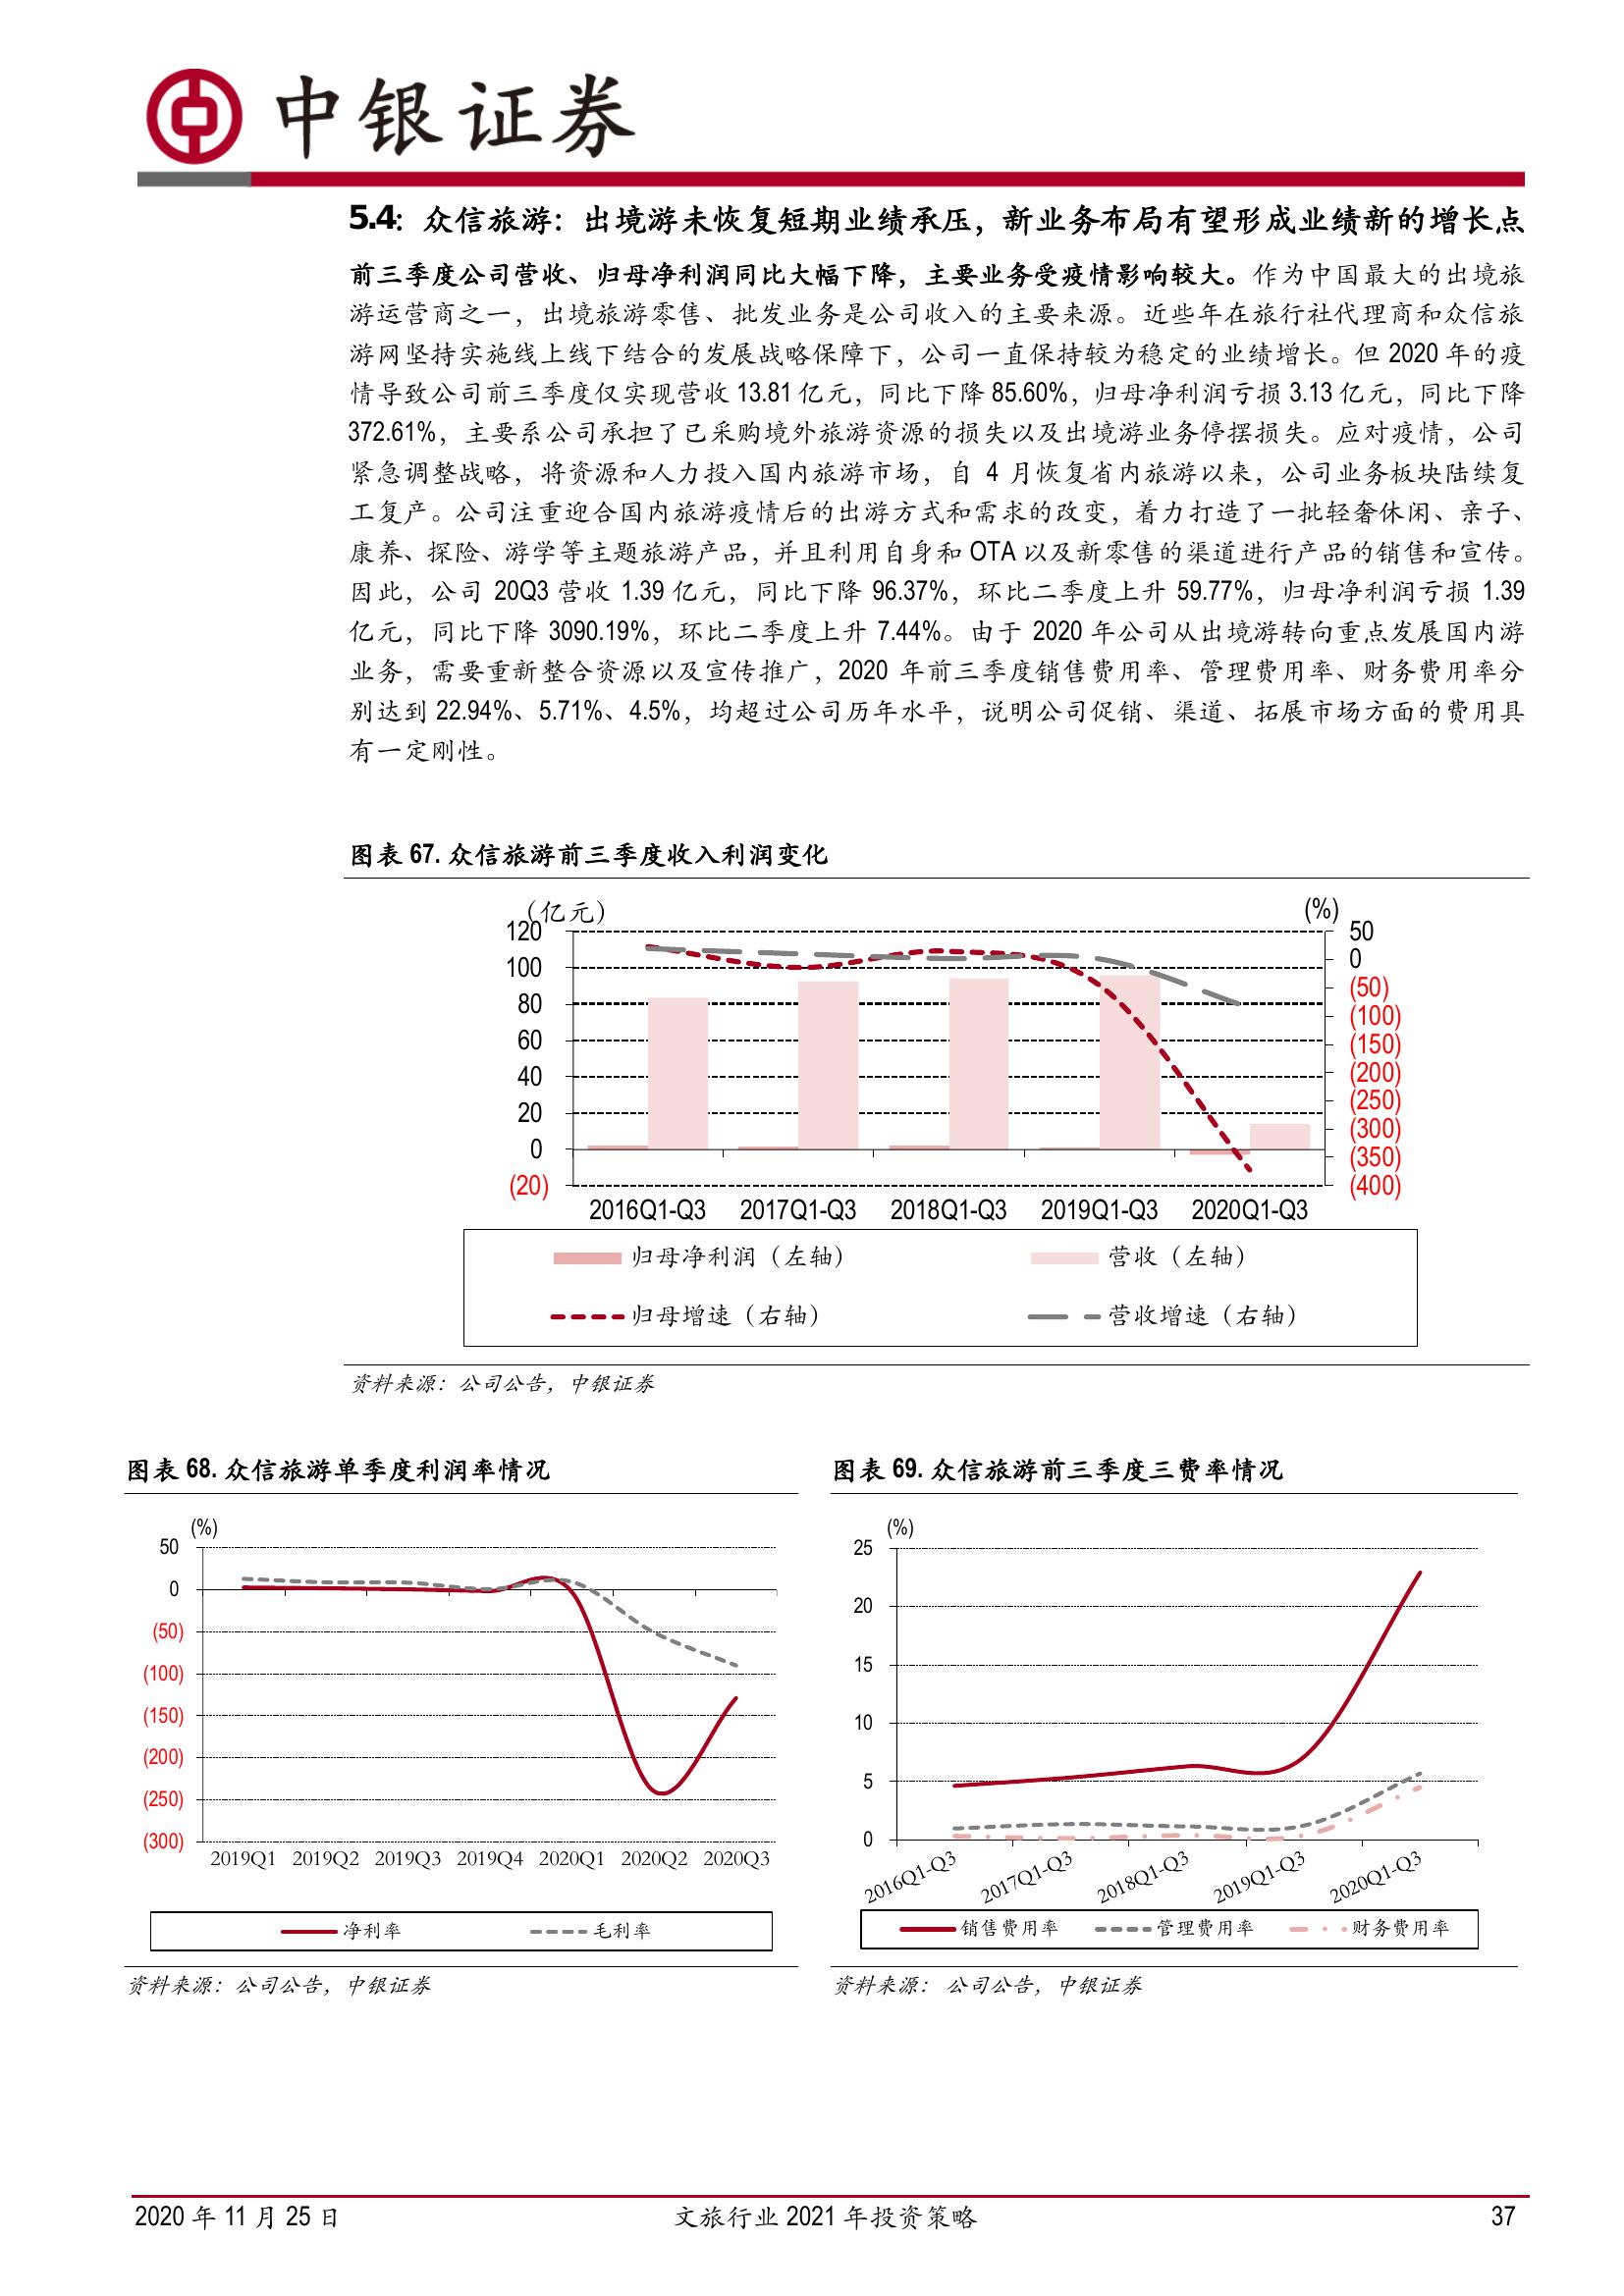 中银证券
5.4：众信旅游：出境游未恢复短期业绩承压，新业务布局有望形成业绩新的增长点
前三季度公司营收、归母净利润同比大幅下降，主要业务受疫情影响较大。作为中国最大的出境旅
游运营商之一，出境旅游零售、批发业务是公司收入的主要来源。近些年在旅行社代理商和众信旅
游网坚持实施线上线下结合的发展战略保障下，公司一直保持较为稳定的业绩增长。但 2020 年的疫
情导致公司前三季度仅实现营收 13.81 亿元，同比下降 85.60%，归母净利润亏损 3.13 亿元，同比下降
372.61%，主要系公司承担了已采购境外旅游资源的损失以及出境游业务停摆损失。应对疫情，公司
紧急调整战略，将资源和人力投入国内旅游市场，自 4 月恢复省内旅游以来，公司业务板块陆续复
工复产。公司注重迎合国内旅游疫情后的出游方式和需求的改变，着力打造了一批轻奢休闲、亲子、
康养、探险、游学等主题旅游产品，并且利用自身和 OTA 以及新零售的渠道进行产品的销售和宣传。
因此，公司 20Q3 营收 1.39 亿元，同比下降 96.37%，环比二季度上升 59.77%，归母净利润亏损 1.39
亿元，同比下降 3090.19%，环比二季度上升 7.44%。由于 2020 年公司从出境游转向重点发展国内游
业务，需要重新整合资源以及宣传推广，2020 年前三季度销售费用率、管理费用率、财务费用率分
别达到 22.94%、5.71%、4.5%，均超过公司历年水平，说明公司促销、渠道、拓展市场方面的费用具
有一定刚性。
图表 67. 众信旅游前三季度收入利润变化
（亿元） (%)
120 50
100 0
80 (50)
60 (100)
40 (150)
20 (200)
0 (250)
(20) (300)
(350)
(400)
2016Q1-Q3 2017Q1-Q3 2018Q1-Q3 2019Q1-Q3 2020Q1-Q3
归母净利润（左轴） 营收（左轴）
归母增速（右轴） 营收增速（右轴）
资料来源：公司公告，中银证券
图表 68. 众信旅游单季度利润率情况
(%)
50
0
(50)
(100)
(150)
(200)
(250)
(300)
2019Q1 2019Q2 2019Q3 2019Q4 2020Q1 2020Q2 2020Q3
净利率 毛利率
资料来源：公司公告，中银证券
图表 69. 众信旅游前三季度三费率情况
(%)
25
20
15
10
5
0
2016Q1-Q3 2017Q1-Q3 2018Q1-Q3 2019Q1-Q3 2020Q1-Q3
销售费用率 管理费用率 财务费用率
资料来源： 公司公告，中银证券
2020 年 11 月 25 日 文旅行业 2021 年投资策略 37